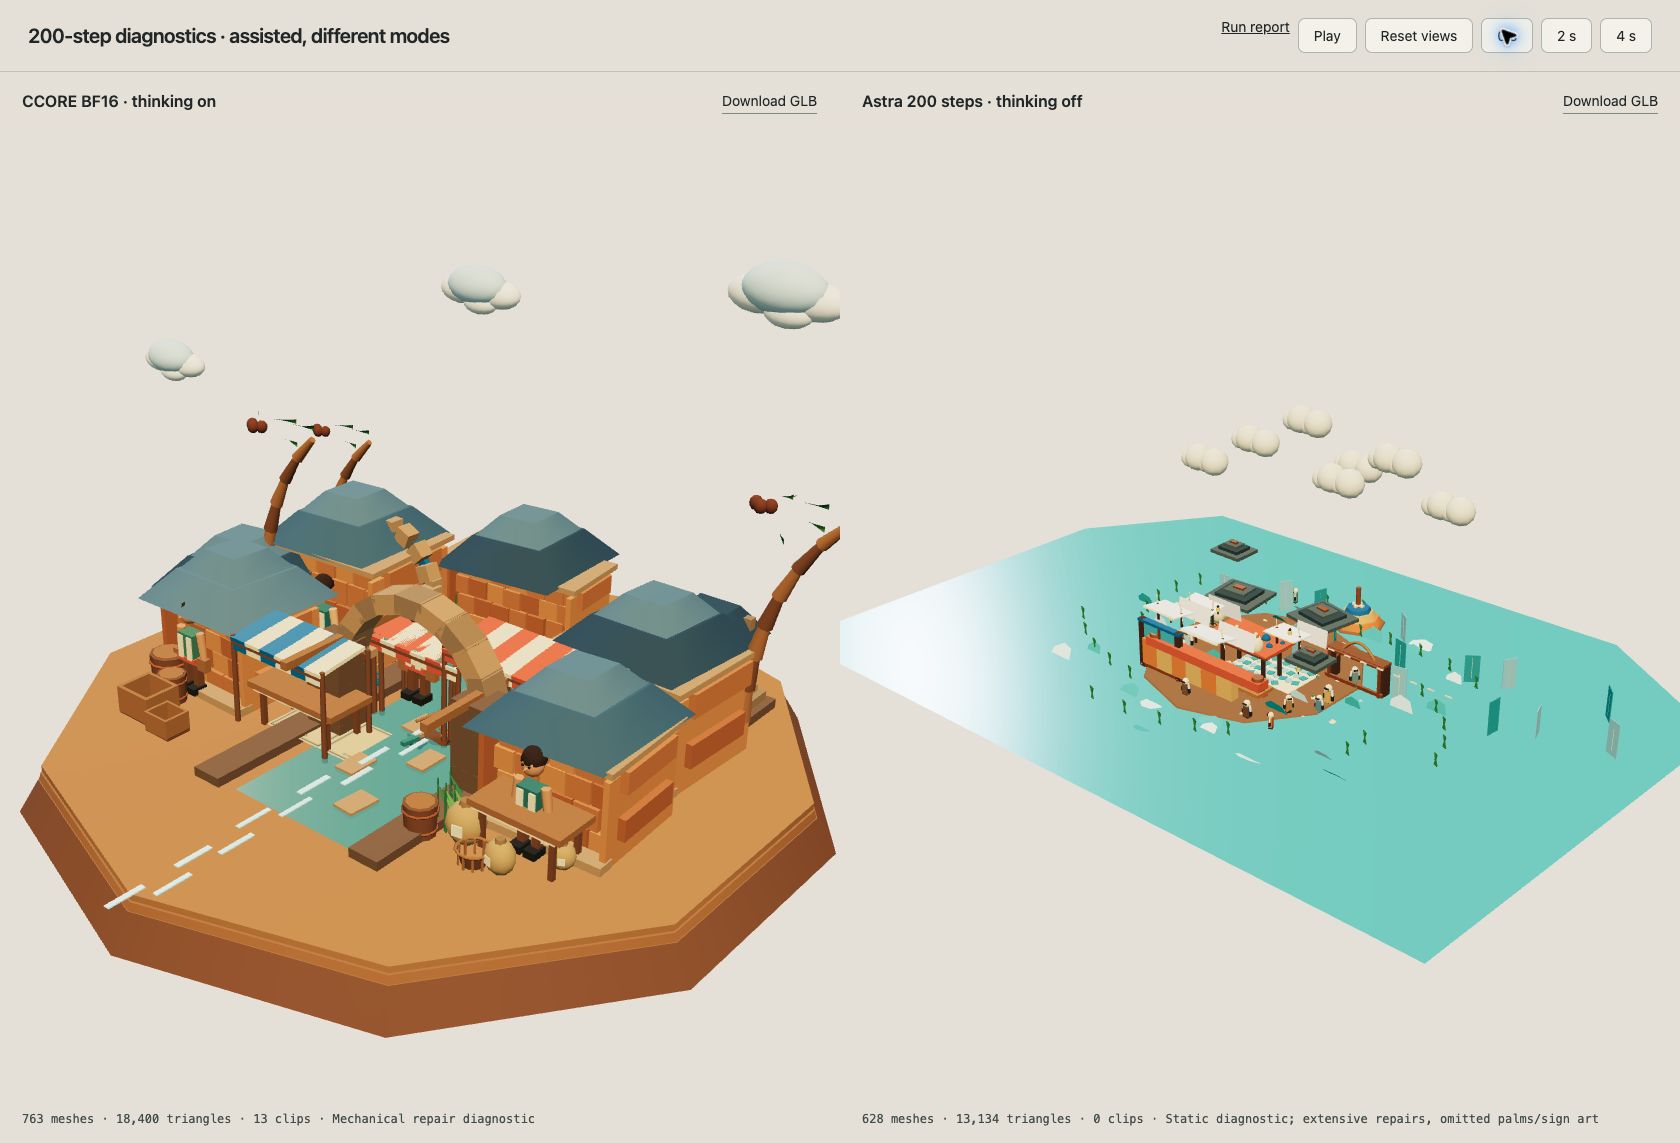 200-step diagnostics · assisted, different modes
Run report
Play
Reset views
2 s
4 s
CCORE BF16 · thinking on
Download GLB
Astra 200 steps · thinking off
Download GLB
763 meshes · 18,400 triangles · 13 clips · Mechanical repair diagnostic
628 meshes · 13,134 triangles · 0 clips · Static diagnostic; extensive repairs, omitted palms/sign art